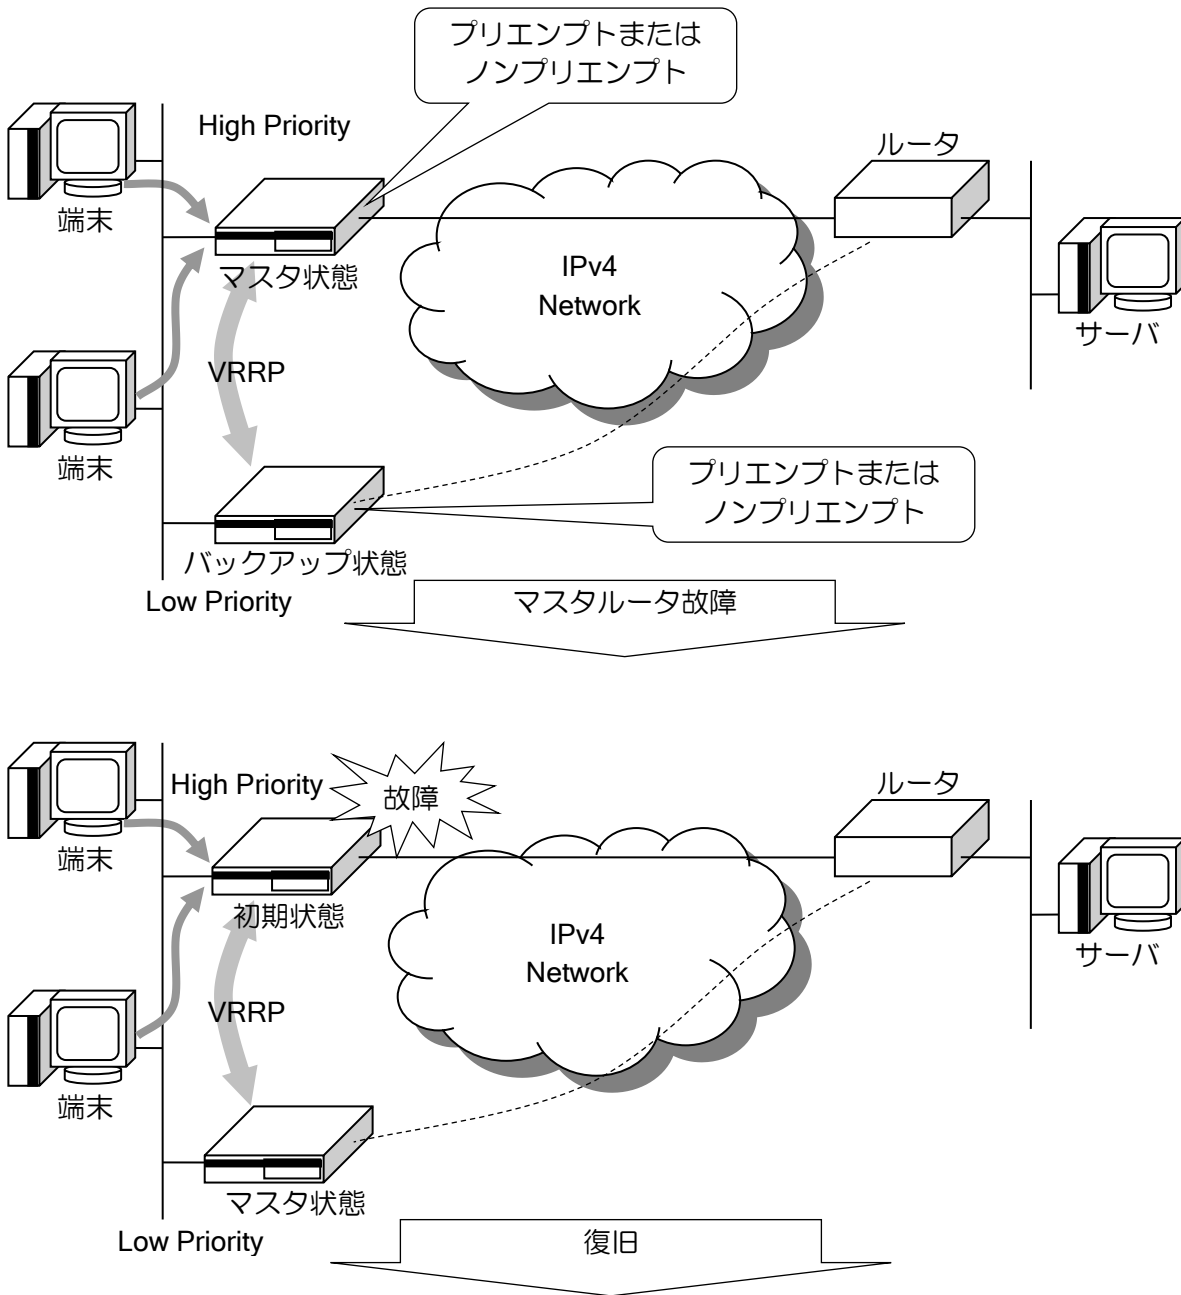 プリエンプトまたは
ノンプリエンプト
High Priority
ルータ
端末
マスタ状態
IPv4
Network
サーバ
VRRP
端末
プリエンプトまたは
ノンプリエンプト
バックアップ状態
Low Priority
マスタルータ故障
High Priority
故障
ルータ
端末
初期状態
IPv4
Network
サーバ
VRRP
端末
マスタ状態
Low Priority
復旧